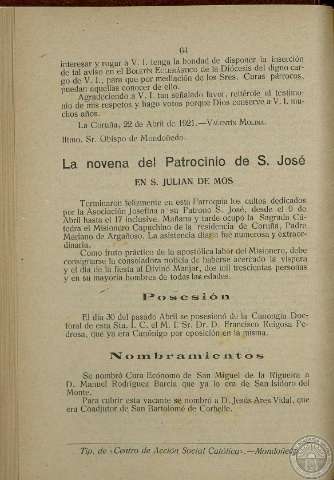 64
interesar y rogar a V. I. tenga la bondad de disponer la inserción
de tal aviso en el BOLETÍN ECLESIÁSTICO de la Diócesis del digno car-
go de V. I., para que por mediación de los Sres. Curas párrocos,
puedan aquellas conocer de ello.
Agradeciendo a V. I. tan señalado favor, reitérole el testimo-
nio de mis respetos y hago votos porque Dios conserve a V. I. mu-
chos años.
La Coruña, 22 de Abril de 1921.—VALENTÍN MOLINA.
Iltmo. Sr. Obispo de Mondoñedo.
La novena del Patrocinio de S. José
EN S. JULIAN DE MOS
Terminaron felizmente en esta Parroquia los cultos dedicados
por la Asociación Josefina a su Patrono S. José, desde el 9 de
Abril hasta el 17 inclusive. Mañana y tarde ocupó la Sagrada Cá-
tedra el Misionero Capuchino de la residencia de Coruña, Padre
Mariano de Argañoso. La asistencia diaria fué numerosa y extraor-
dinaria.
Como fruto práctico de la apostólica labor del Misionero, debe
consignarse la consoladora noticia de haberse acercado la víspera
y el día de la fiesta al Divino Manjar, dos mil trescientas personas
y en su mayoría hombres de todas las edades.
Posesión
El día 30 del pasado Abril se posesionó de la Canongía Doc-
toral de esta Sta. I. C. el M. I. Sr. Dr. D. Francisco Reigosa Pe-
drosa, que ya era Canónigo por oposición en la misma.
Nombramientos
Se nombró Cura Ecónomo de San Miguel de la Rigueira a
D. Manuel Rodríguez Barcia que ya lo era de San Isidoro del
Monte.
Para cubrir esta vacante se nombró a D. Jesús Ares Vidal, que
era Coadjutor de San Bartolomé de Corbelle.
Tip. de «Centro de Acción Social Católica».—Mondoñedo